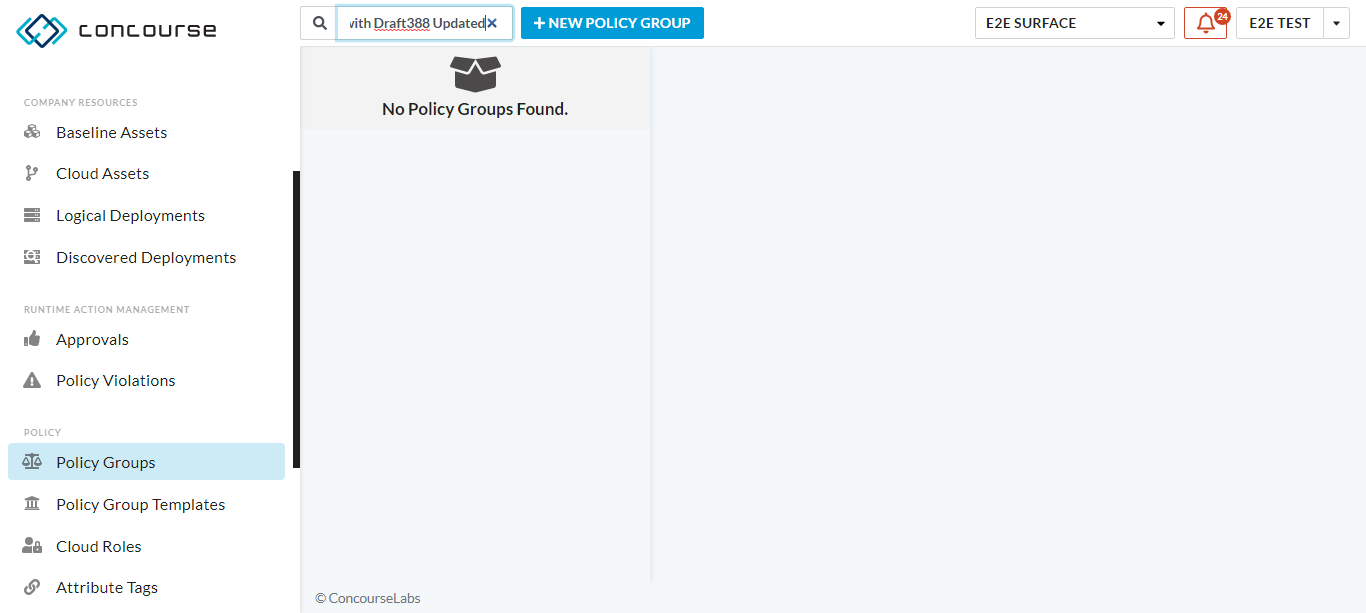 concourse
with Draft388 Updated
NEW POLICY GROUP
E2E SURFACE
24
E2E TEST
No Policy Groups Found.
COMPANY RESOURCES
Baseline Assets
Cloud Assets
Logical Deployments
Discovered Deployments
RUNTIME ACTION MANAGEMENT
Approvals
Policy Violations
POLICY
Policy Groups
Policy Group Templates
Cloud Roles
Attribute Tags
© ConcourseLabs